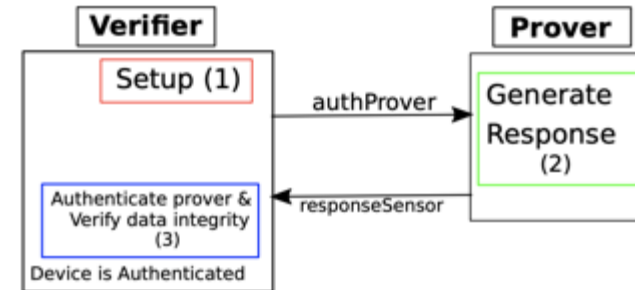 Verifier
Prover
Setup (1)
authProver
Generate
Response
(2)
Authenticate prover &
Verify data integrity
(3)
responseSensor
Device is Authenticated